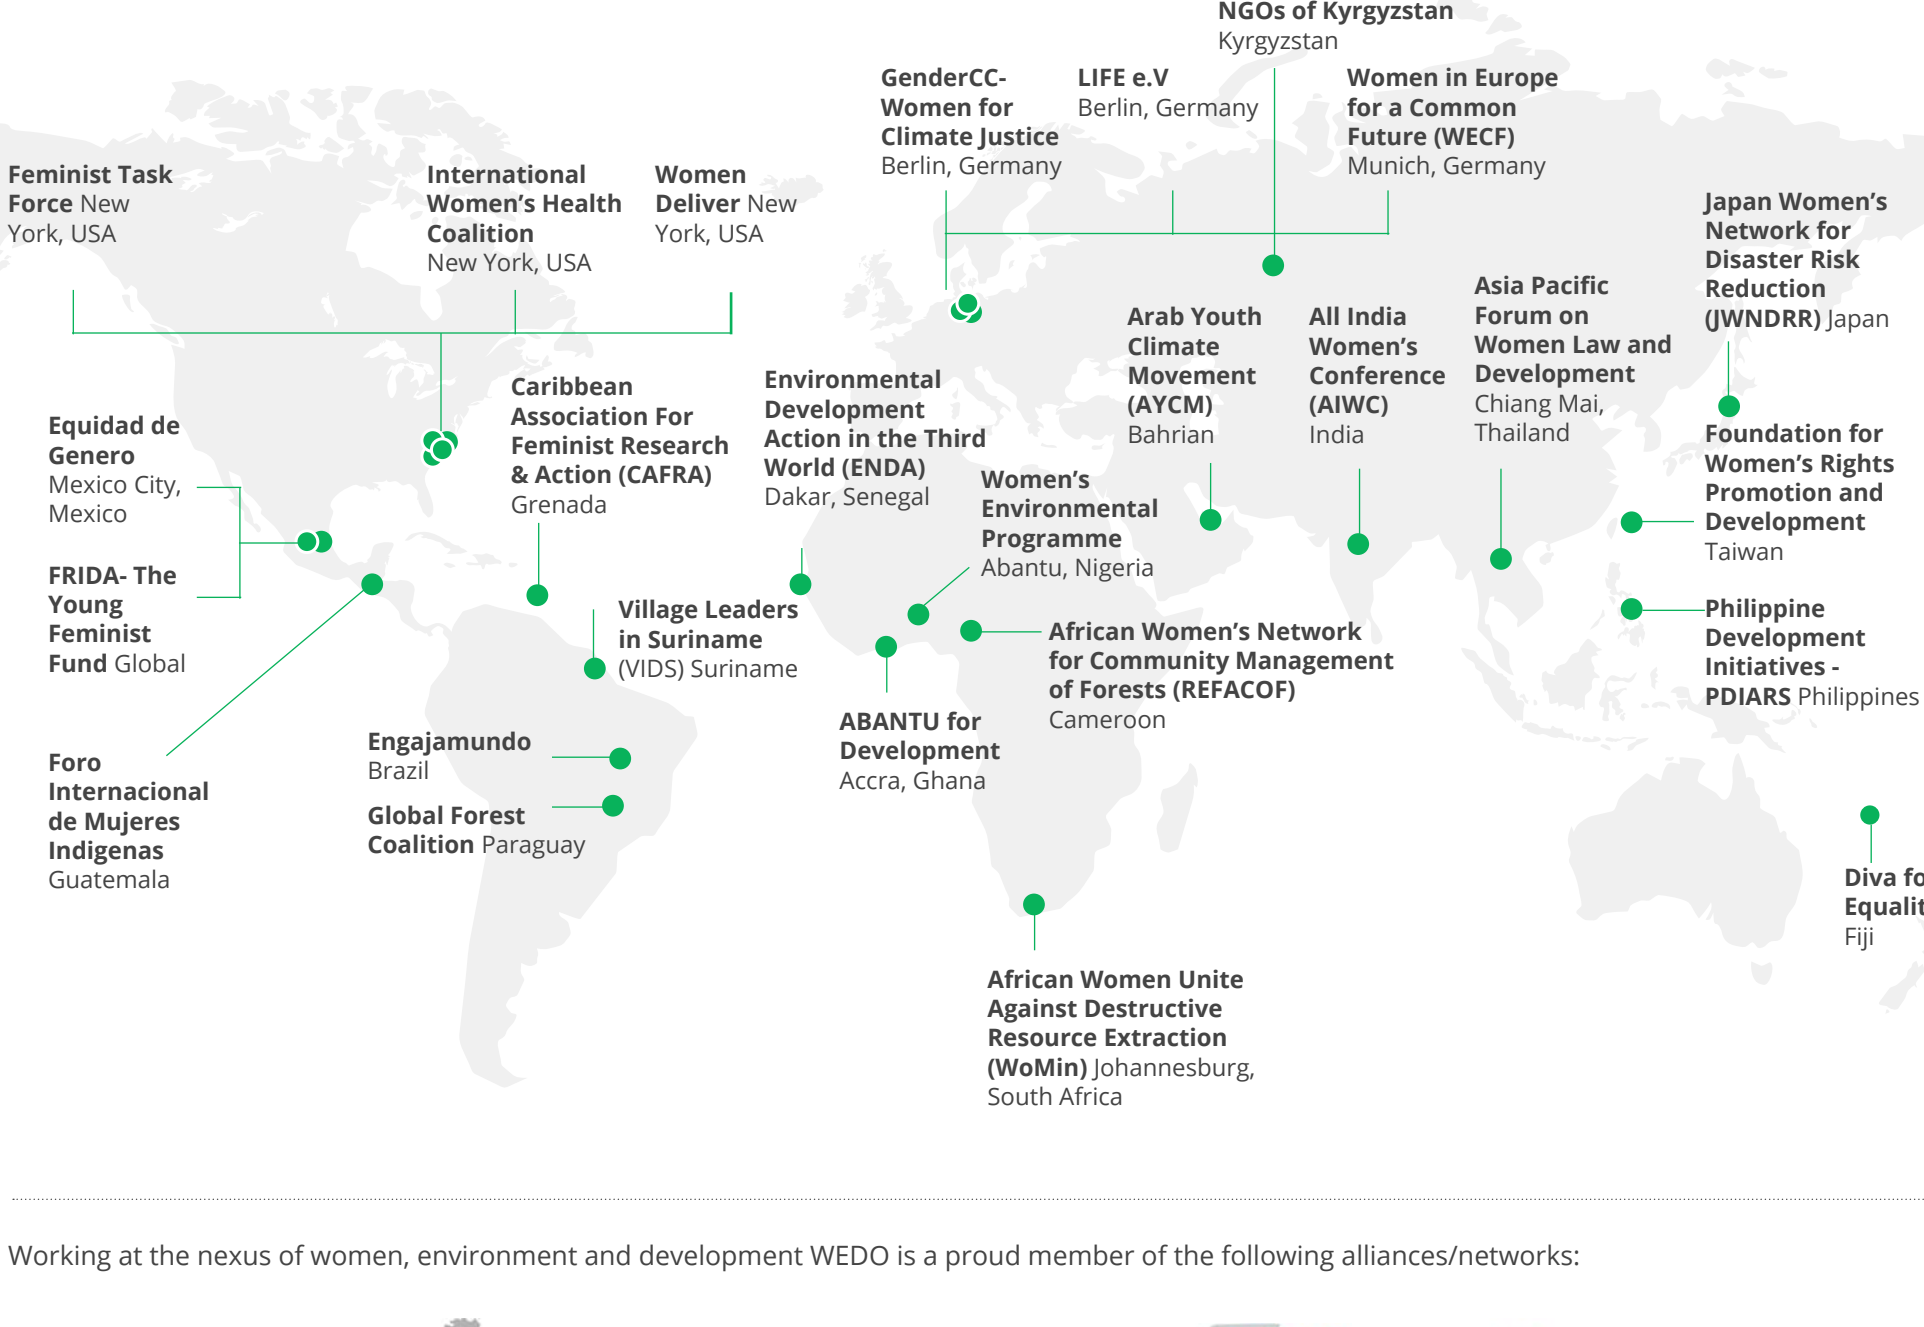 NGOs of Kyrgyzstan
Kyrgyzstan
GenderCC-
Women for
Climate Justice
Berlin, Germany
LIFE e.V
Berlin, Germany
Women in Europe
for a Common
Future (WECF)
Munich, Germany
Feminist Task
Force New
York, USA
International
Women’s Health
Coalition
New York, USA
Women
Deliver New
York, USA
Japan Women’s
Network for
Disaster Risk
Reduction
(JWNDRR) Japan
Arab Youth
Climate
Movement
(AYCM)
Bahrian
All India
Women’s
Conference
(AIWC)
India
Asia Pacific
Forum on
Women Law and
Development
Chiang Mai,
Thailand
Caribbean
Association For
Feminist Research
& Action (CAFRA)
Grenada
Environmental
Development
Action in the Third
World (ENDA)
Dakar, Senegal
Equidad de
Genero
Mexico City,
Mexico
Women’s
Environmental
Programme
Abantu, Nigeria
Foundation for
Women’s Rights
Promotion and
Development
Taiwan
FRIDA- The
Young
Feminist
Fund Global
Village Leaders
in Suriname
(VIDS) Suriname
African Women’s Network
for Community Management
of Forests (REFACOF)
Cameroon
Philippine
Development
Initiatives -
PDIARS Philippines
ABANTU for
Development
Accra, Ghana
Engajamundo
Brazil
Global Forest
Coalition Paraguay
Foro
Internacional
de Mujeres
Indigenas
Guatemala
Diva
Fiji
African Women Unite
Against Destructive
Resource Extraction
(WoMin) Johannesburg,
South Africa
Working at the nexus of women, environment and development WEDO is a proud member of the following alliances/networks: